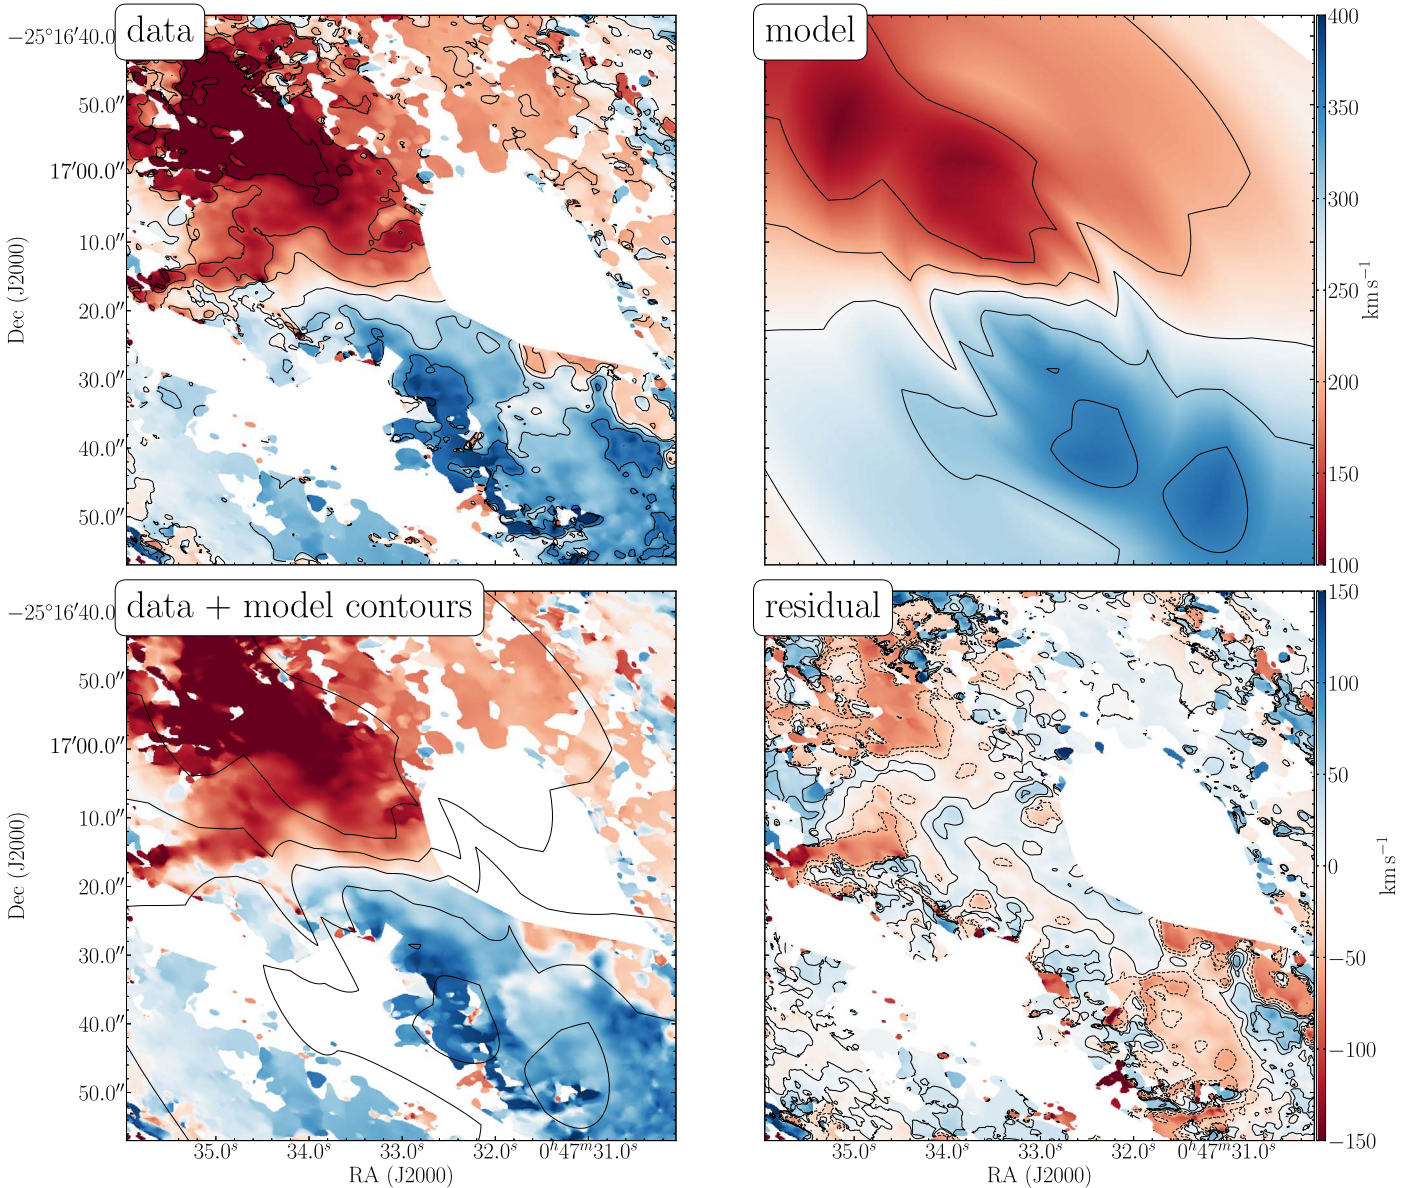 data
model
−25°16′40.0
50.0″
17′00.0″
10.0″
20.0″
30.0″
40.0″
50.0″
Dec (J2000)
400
350
300
250
200
150
100
km s⁻¹
data + model contours
residual
−25°16′40.0
50.0″
17′00.0″
10.0″
20.0″
30.0″
40.0″
50.0″
Dec (J2000)
150
100
50
0
−50
−100
−150
km s⁻¹
35.0ˢ 34.0ˢ 33.0ˢ 32.0ˢ 0ʰ47ᵐ31.0ˢ
RA (J2000)
35.0ˢ 34.0ˢ 33.0ˢ 32.0ˢ 0ʰ47ᵐ31.0ˢ
RA (J2000)